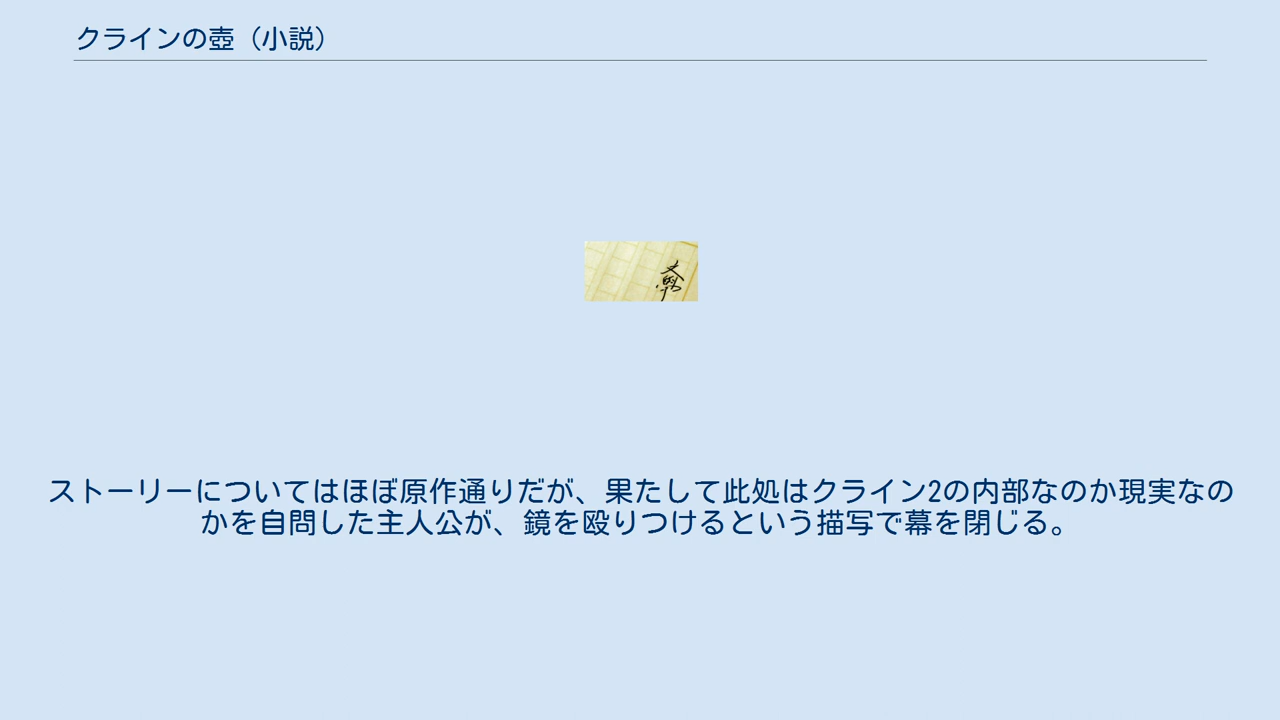 クラインの壺（小説）
ストーリーについてはほぼ原作通りだが、果たして此処はクライン2の内部なのか現実なの
かを自問した主人公が、鏡を殴りつけるという描写で幕を閉じる。